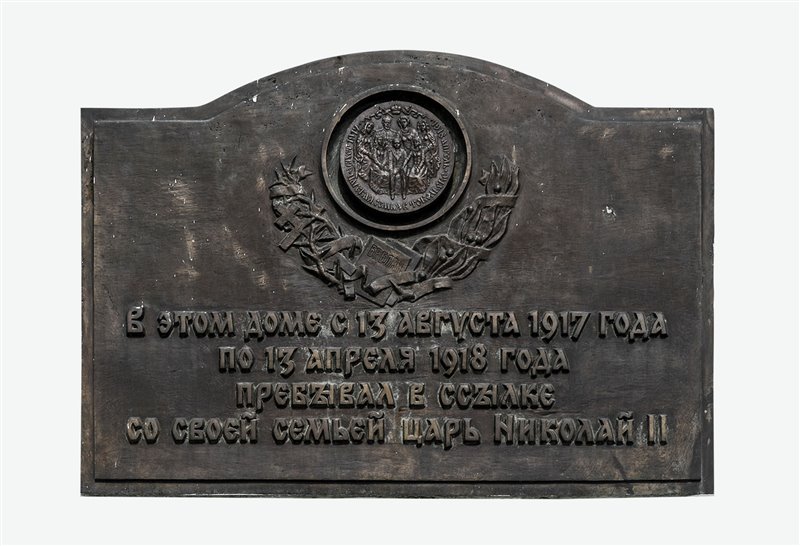 В этом доме с 13 августа 1917 года
по 13 апреля 1918 года
пребывал в ссылке
со своей семьей царь Николай II